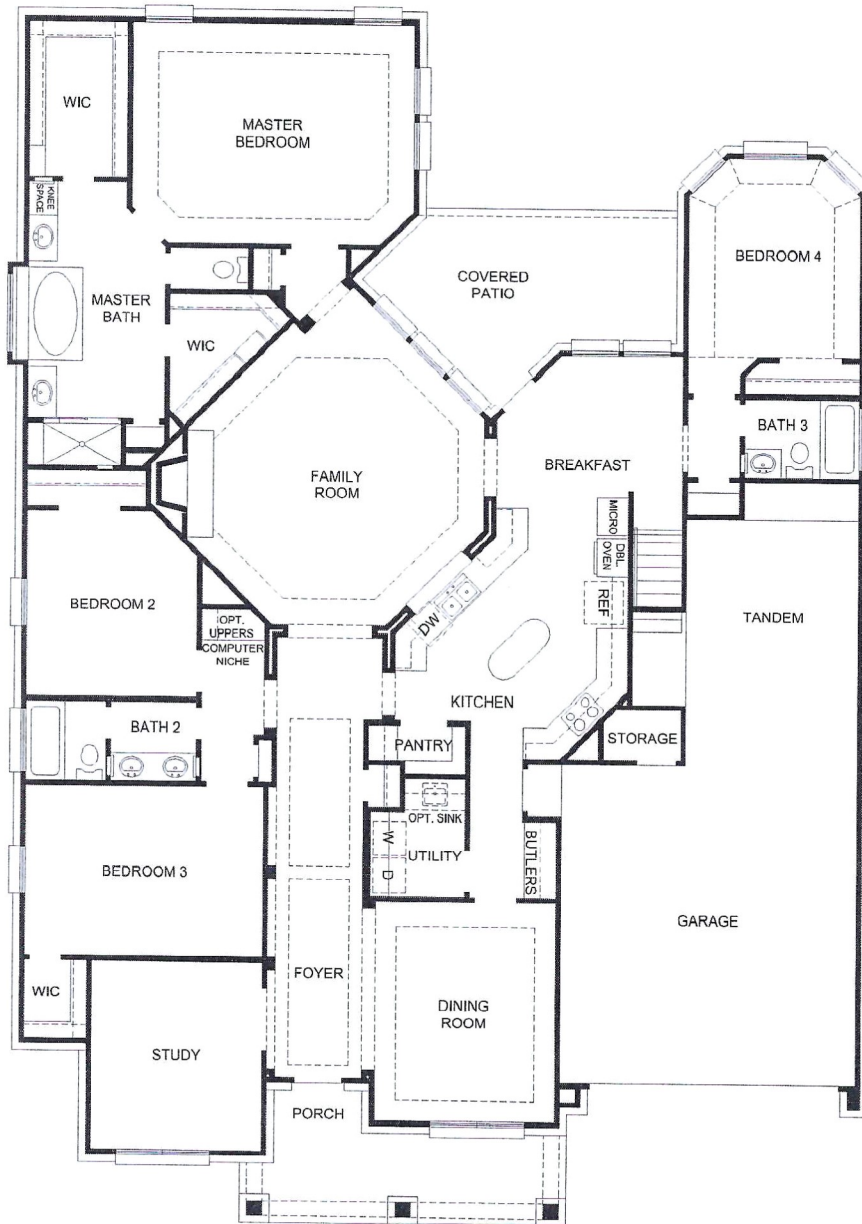 WIC
MASTER
BEDROOM
KNEE
SPACE
BEDROOM 4
COVERED
PATIO
MASTER
BATH
WIC
BATH 3
BREAKFAST
FAMILY
ROOM
MICRO
DBL.
OVEN
REF
DW
BEDROOM 2
OPT.
UPPERS
COMPUTER
NICHE
TANDEM
KITCHEN
BATH 2
PANTRY
STORAGE
OPT. SINK
W
UTILITY
D
BUTLERS
BEDROOM 3
GARAGE
FOYER
WIC
DINING
ROOM
STUDY
PORCH